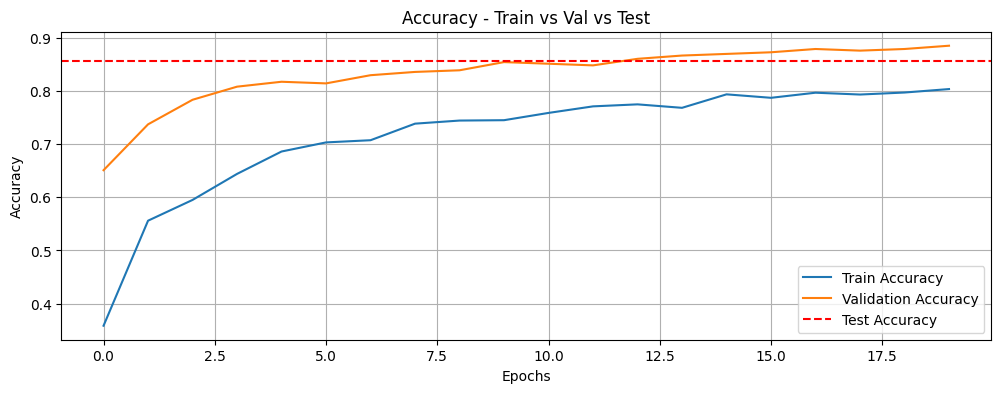 Accuracy - Train vs Val vs Test
Accuracy
0.9
0.8
0.7
0.6
0.5
0.4
Train Accuracy
Validation Accuracy
Test Accuracy
0.0 2.5 5.0 7.5 10.0 12.5 15.0 17.5
Epochs